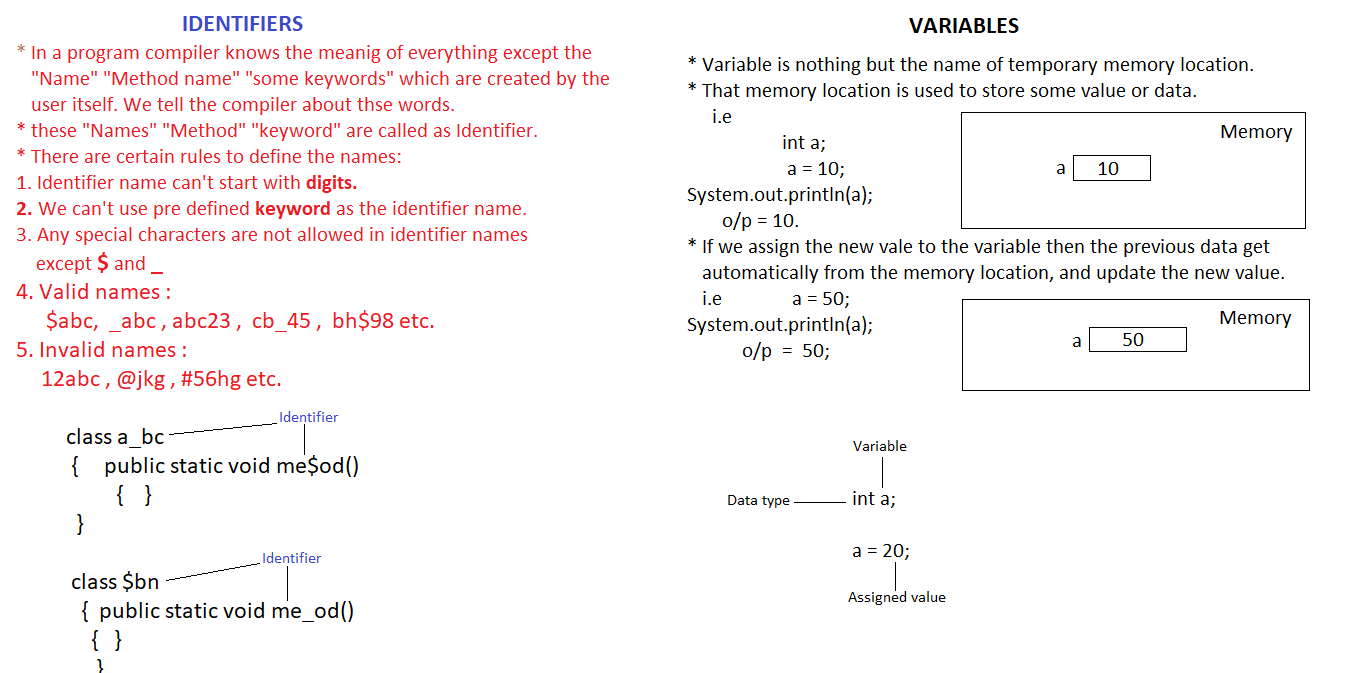 IDENTIFIERS
* In a program compiler knows the meanig of everything except the
"Name" "Method name" "some keywords" which are created by the
user itself. We tell the compiler about thse words.
* these "Names" "Method" "keyword" are called as Identifier.
* There are certain rules to define the names:
1. Identifier name can't start with digits.
2. We can't use pre defined keyword as the identifier name.
3. Any special characters are not allowed in identifier names
except $ and _
4. Valid names :
$abc, _abc , abc23 , cb_45 , bh$98 etc.
5. Invalid names :
12abc , @jkg , #56hg etc.
Identifier
class a_bc
{ public static void me$od()
{ }
}
Identifier
class $bn
{ public static void me_od()
{ }
}
VARIABLES
* Variable is nothing but the name of temporary memory location.
* That memory location is used to store some value or data.
i.e
int a;
a = 10;
System.out.println(a);
o/p = 10.
Memory
a 10
* If we assign the new vale to the variable then the previous data get
automatically from the memory location, and update the new value.
i.e a = 50;
System.out.println(a);
o/p = 50;
Memory
a 50
Variable
Data type int a;
a = 20;
Assigned value